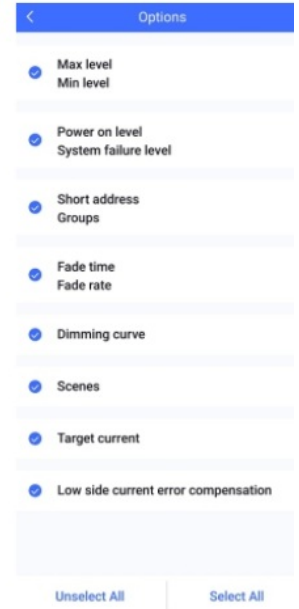 Options
Max level
Min level
Power on level
System failure level
Short address
Groups
Fade time
Fade rate
Dimming curve
Scenes
Target current
Low side current error compensation
Unselect All
Select All